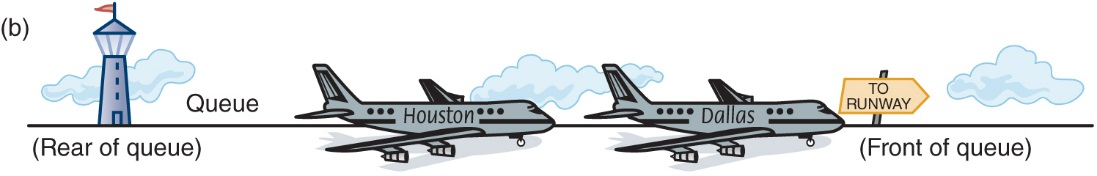 (b)
Queue
Houston
Dallas
TO
RUNWAY
(Rear of queue)
(Front of queue)